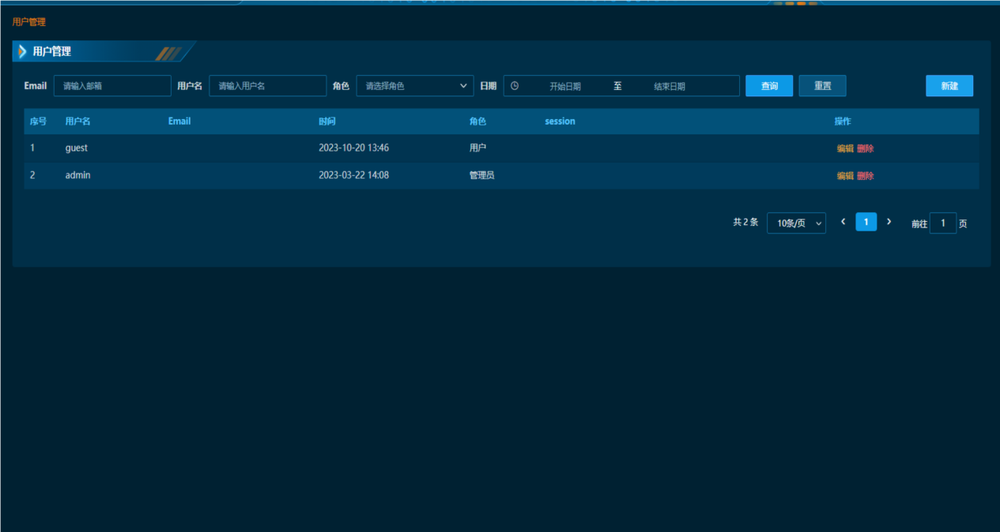 用户管理
用户管理
Email 请输入邮箱 用户名 请输入用户名 角色 请选择角色 日期 开始日期 至 结束日期 查询 重置 新建
序号 用户名 Email 时间 角色 session 操作
1 guest 2023-10-20 13:46 用户 编辑 删除
2 admin 2023-03-22 14:08 管理员 编辑 删除
共 2 条 10条/页 1 前往 1 页